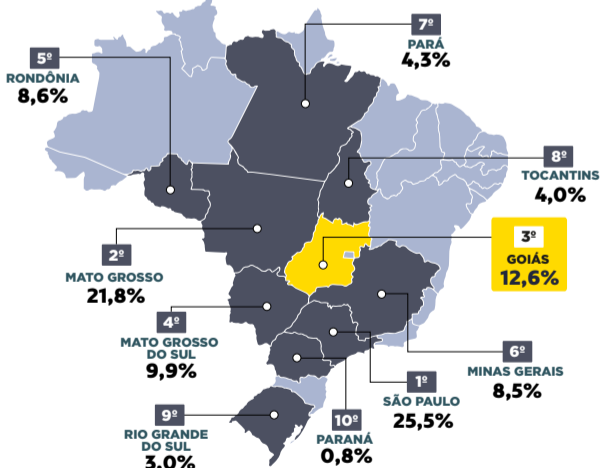 7º
PARÁ
4,3%
5º
RONDÔNIA
8,6%
8º
TOCANTINS
4,0%
3º
GOIÁS
12,6%
2º
MATO GROSSO
21,8%
4º
MATO GROSSO
DO SUL
9,9%
6º
MINAS GERAIS
8,5%
1º
SÃO PAULO
25,5%
9º
RIO GRANDE
DO SUL
3,0%
10º
PARANÁ
0,8%